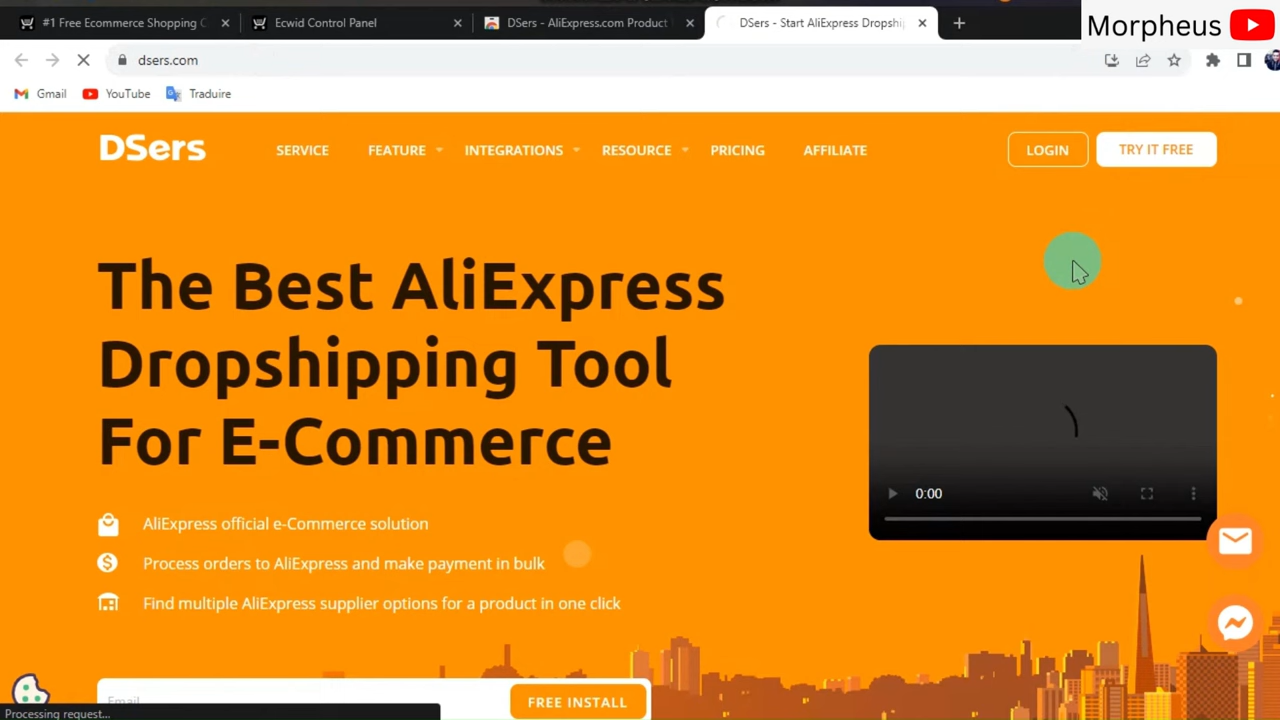 #1 Free Ecommerce Shopping C
Ecwid Control Panel
DSers - AliExpress.com Product
DSers - Start AliExpress Dropshi
Morpheus
dsers.com
Gmail
YouTube
Traduire
DSers
SERVICE
FEATURE
INTEGRATIONS
RESOURCE
PRICING
AFFILIATE
LOGIN
TRY IT FREE
The Best AliExpress
Dropshipping Tool
For E-Commerce
0:00
AliExpress official e-Commerce solution
Process orders to AliExpress and make payment in bulk
Find multiple AliExpress supplier options for a product in one click
Email
FREE INSTALL
Processing request...